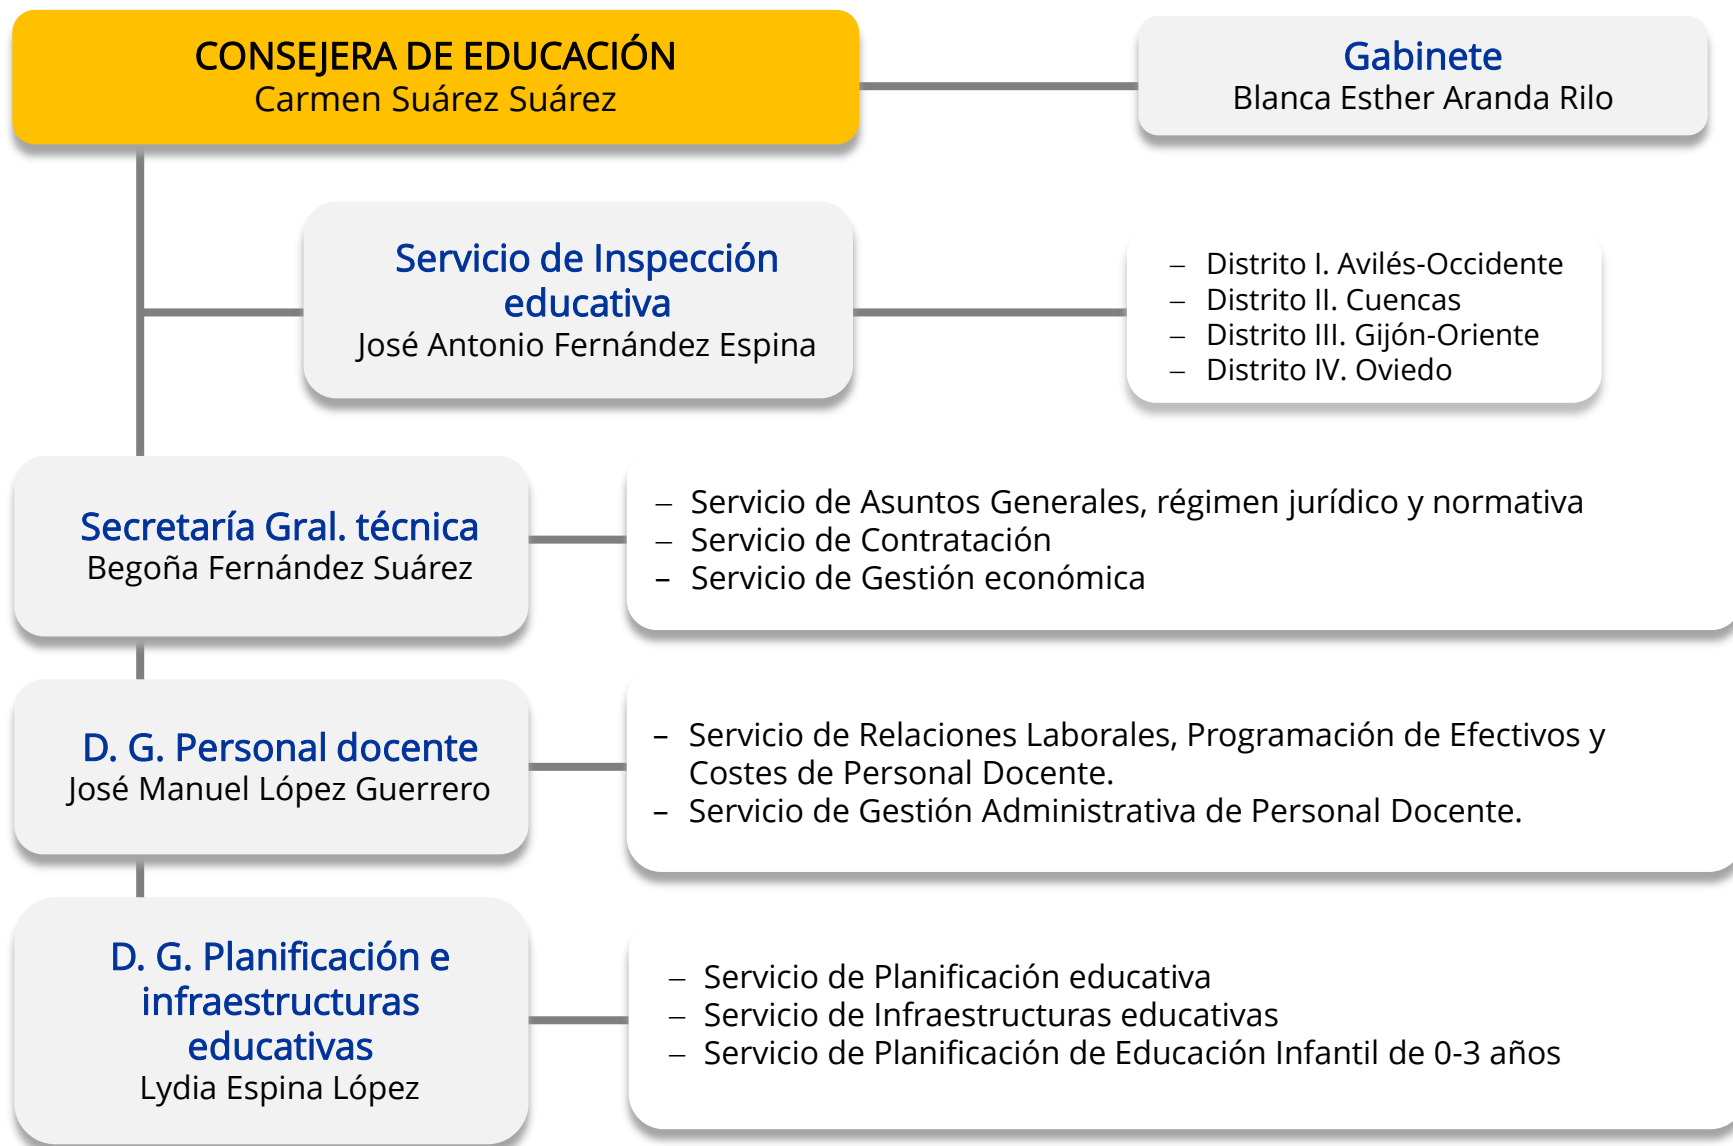 CONSEJERA DE EDUCACIÓN
Carmen Suárez Suárez
Gabinete
Blanca Esther Aranda Rilo
Servicio de Inspección
educativa
José Antonio Fernández Espina
– Distrito I. Avilés-Occidente
– Distrito II. Cuencas
– Distrito III. Gijón-Oriente
– Distrito IV. Oviedo
Secretaría Gral. técnica
Begoña Fernández Suárez
– Servicio de Asuntos Generales, régimen jurídico y normativa
– Servicio de Contratación
– Servicio de Gestión económica
D. G. Personal docente
José Manuel López Guerrero
– Servicio de Relaciones Laborales, Programación de Efectivos y
Costes de Personal Docente.
– Servicio de Gestión Administrativa de Personal Docente.
D. G. Planificación e
infraestructuras
educativas
Lydia Espina López
– Servicio de Planificación educativa
– Servicio de Infraestructuras educativas
– Servicio de Planificación de Educación Infantil de 0-3 años